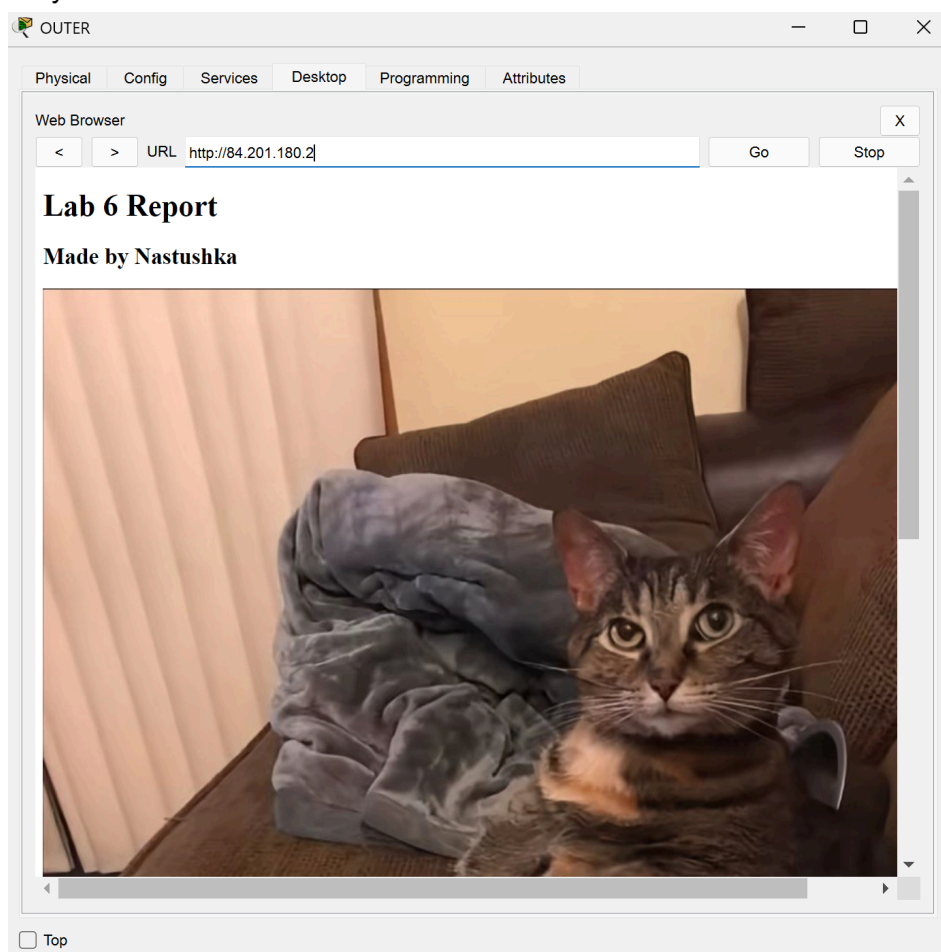 OUTER
Physical Config Services Desktop Programming Attributes
Web Browser X
< > URL http://84.201.180.2 Go Stop
Lab 6 Report
Made by Nastushka
Top